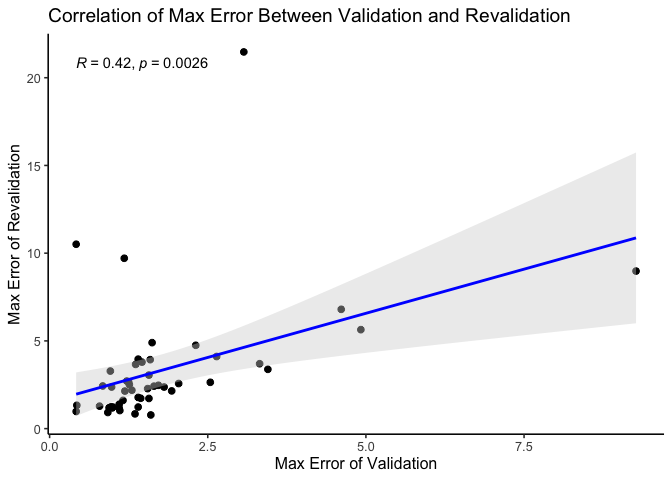 Correlation of Max Error Between Validation and Revalidation
R = 0.42, p = 0.0026
20
15
10
5
0
Max Error of Revalidation
0.0 2.5 5.0 7.5
Max Error of Validation